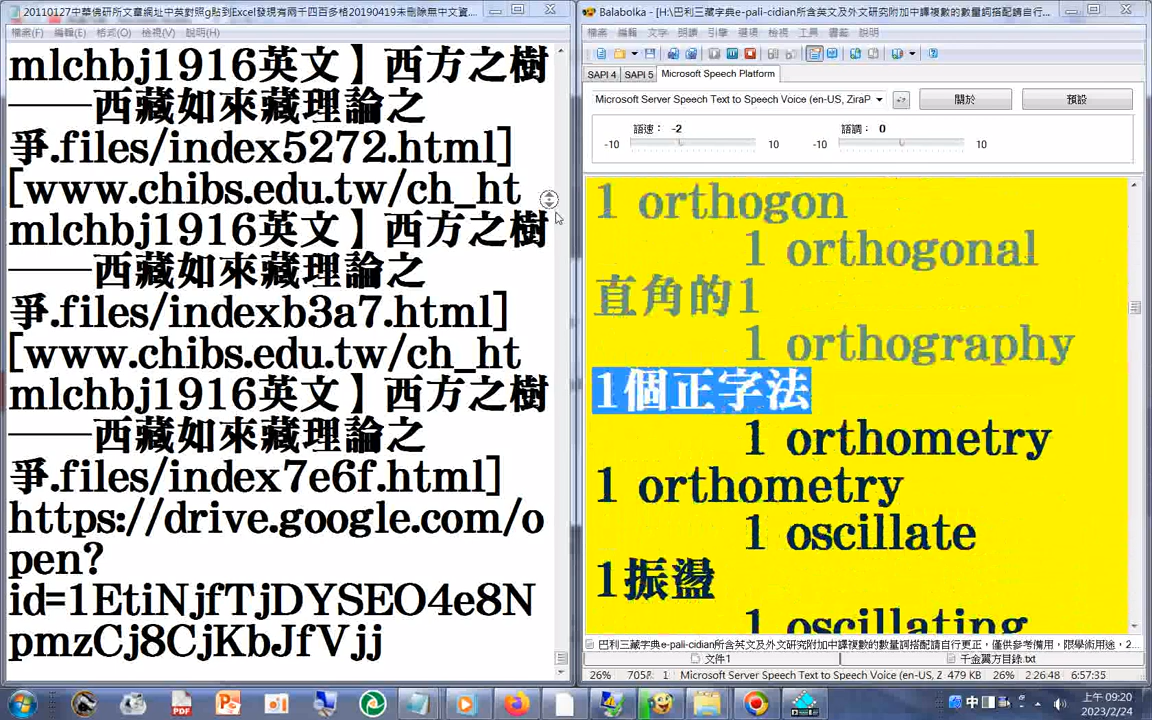 20110127中華佛研所文章網址中英對照g貼到Excel發現有兩千四百多格20190419未刪除無中文資...
檔案(F) 編輯(E) 格式(O) 檢視(V) 說明(H)
mlchbj1916英文】西方之樹
——西藏如來藏理論之
爭.files/index5272.html]
[www.chibs.edu.tw/ch_ht
mlchbj1916英文】西方之樹
——西藏如來藏理論之
爭.files/indexb3a7.html]
[www.chibs.edu.tw/ch_ht
mlchbj1916英文】西方之樹
——西藏如來藏理論之
爭.files/index7e6f.html]
https://drive.google.com/o
pen?
id=1EtiNjfTjDYSEO4e8N
pmzCj8CjKbJfVjj
Balabolka - [H:\巴利三藏字典e-pali-cidian所含英文及外文研究附加中譯複數的數量詞搭配請自行...
檔案 編輯 文字 朗讀 引擎 選項 檢視 工具 書籤 說明
SAPI 4 SAPI 5 Microsoft Speech Platform
Microsoft Server Speech Text to Speech Voice (en-US, ZiraP 關於 預設
語速： -2 語調： 0
-10 10 -10 10
1 orthogon
1 orthogonal
直角的1
1 orthography
1個正字法
1 orthometry
1 orthometry
1 oscillate
1振盪
1 oscillating
巴利三藏字典e-pali-cidian所含英文及外文研究附加中譯複數的數量詞搭配請自行更正，僅供參考備用，限學術用途，2...
文件1 千金翼方目錄.txt
26% 479 KB 26% 2:26:48 6:57:35
Microsoft Server Speech Text to Speech Voice (en-US,
中
上午 09:20
2023/2/24